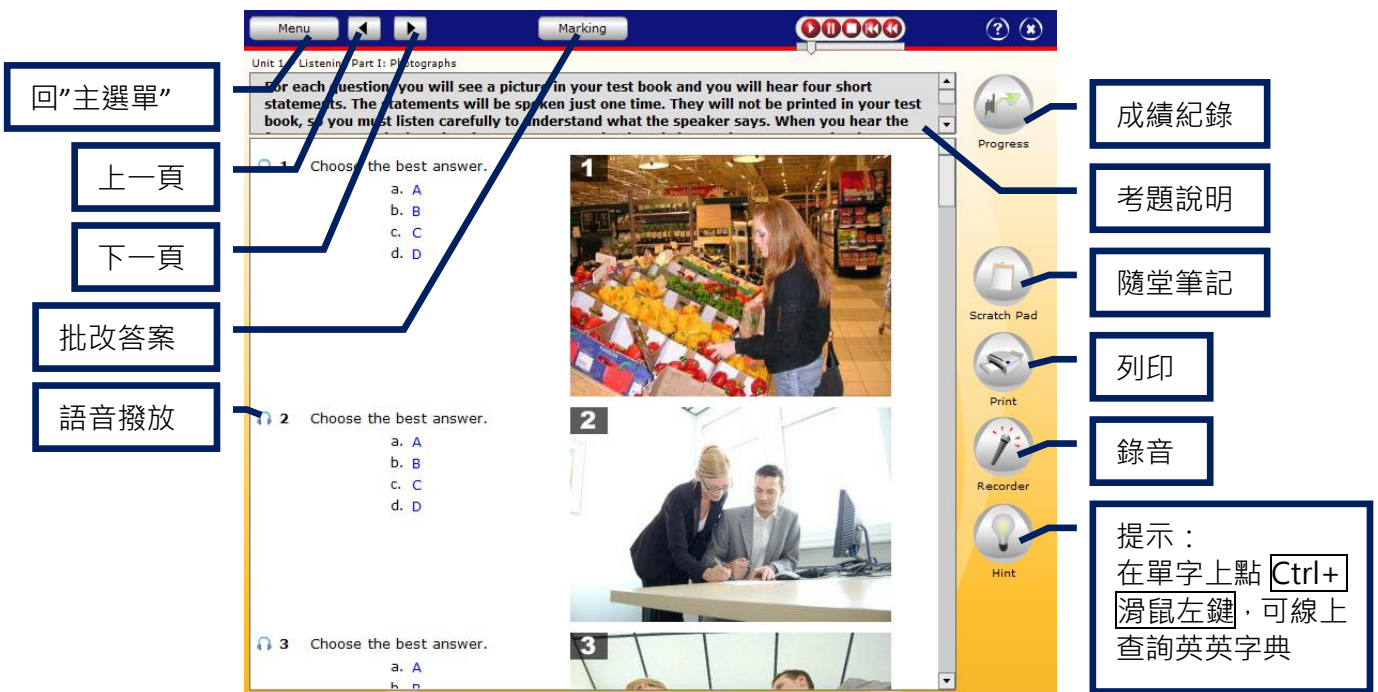 Menu
Marking
Unit 1 Listening Part I: Photographs
For each question, you will see a picture in your test book and you will hear four short
statements. The statements will be spoken just one time. They will not be printed in your test
book, so you must listen carefully to understand what the speaker says. When you hear the
回”主選單”
上一頁
下一頁
批改答案
語音撥放
1 Choose the best answer.
a. A
b. B
c. C
d. D
1
2 Choose the best answer.
a. A
b. B
c. C
d. D
2
3 Choose the best answer.
a. A
3
?
Progress
Scratch Pad
Print
Recorder
Hint
成績紀錄
考題說明
隨堂筆記
列印
錄音
提示：
在單字上點 Ctrl+
滑鼠左鍵，可線上
查詢英英字典